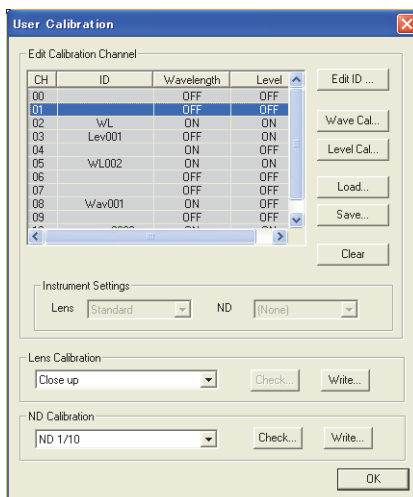 User Calibration
Edit Calibration Channel
CH ID Wavelength Level
00 OFF OFF
01 OFF OFF
02 WL ON ON
03 Lev001 ON OFF
04 ON OFF
05 WL002 ON ON
06 OFF OFF
07 OFF OFF
08 Wav001 ON ON
09 OFF OFF
Edit ID ...
Wave Cal...
Level Cal...
Load...
Save...
Clear
Instrument Settings
Lens Standard ND (None)
Lens Calibration
Close up Check... Write...
ND Calibration
ND 1/10 Check... Write...
OK